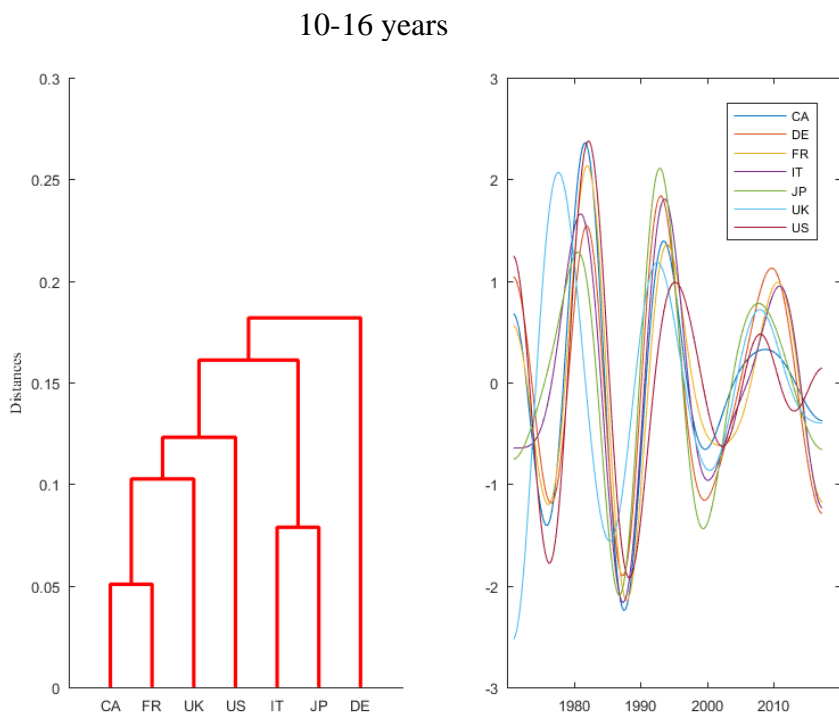 10-16 years
0.3
0.25
0.2
0.15
0.1
0.05
0
Distances
CA FR UK US IT JP DE
3
2
1
0
-1
-2
-3
1980 1990 2000 2010
CA
DE
FR
IT
JP
UK
US